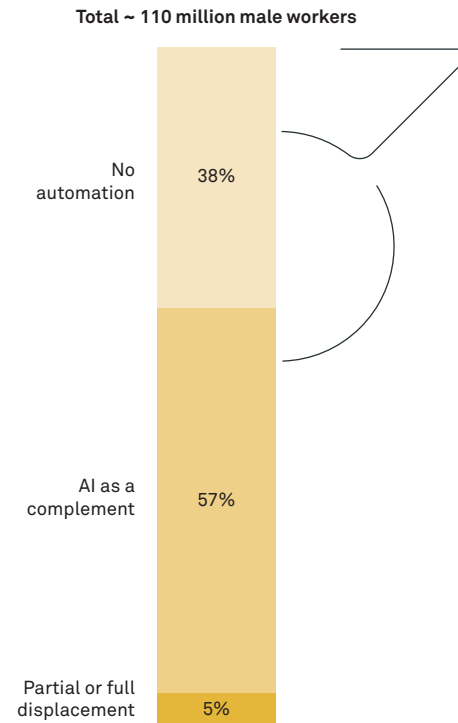 Total ~ 110 million male workers
No
automation
38%
AI as a
complement
57%
Partial or full
displacement
5%